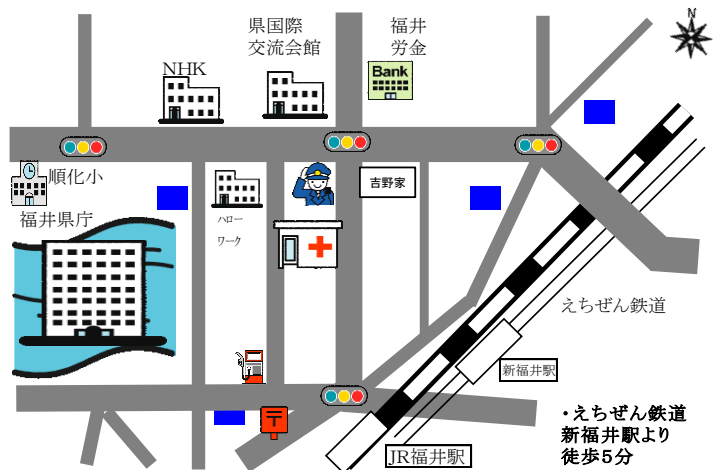 県国際
交流会館
福井
労金
N
NHK
Bank
順化小
吉野家
ハロー
ワーク
福井県庁
えちぜん鉄道
新福井駅
〒
JR福井駅
・えちぜん鉄道
新福井駅より
徒歩5分